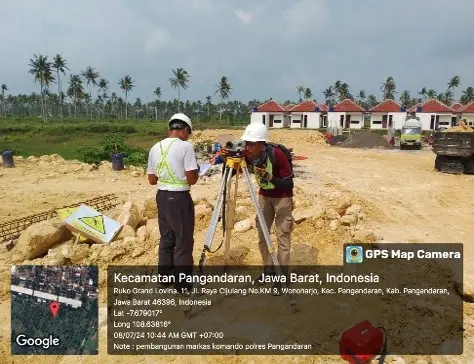 GPS Map Camera
Kecamatan Pangandaran, Jawa Barat, Indonesia
Ruko Grand Lovina. 11, Jl. Raya Cijulang No.KM 9, Wonoharjo, Kec. Pangandaran, Kab. Pangandaran,
Jawa Barat 46396, Indonesia
Lat -7.679017°
Long 108.63816°
08/07/24 10:44 AM GMT +07:00
Note : pembangunan markas komando polres Pangandaran
Google